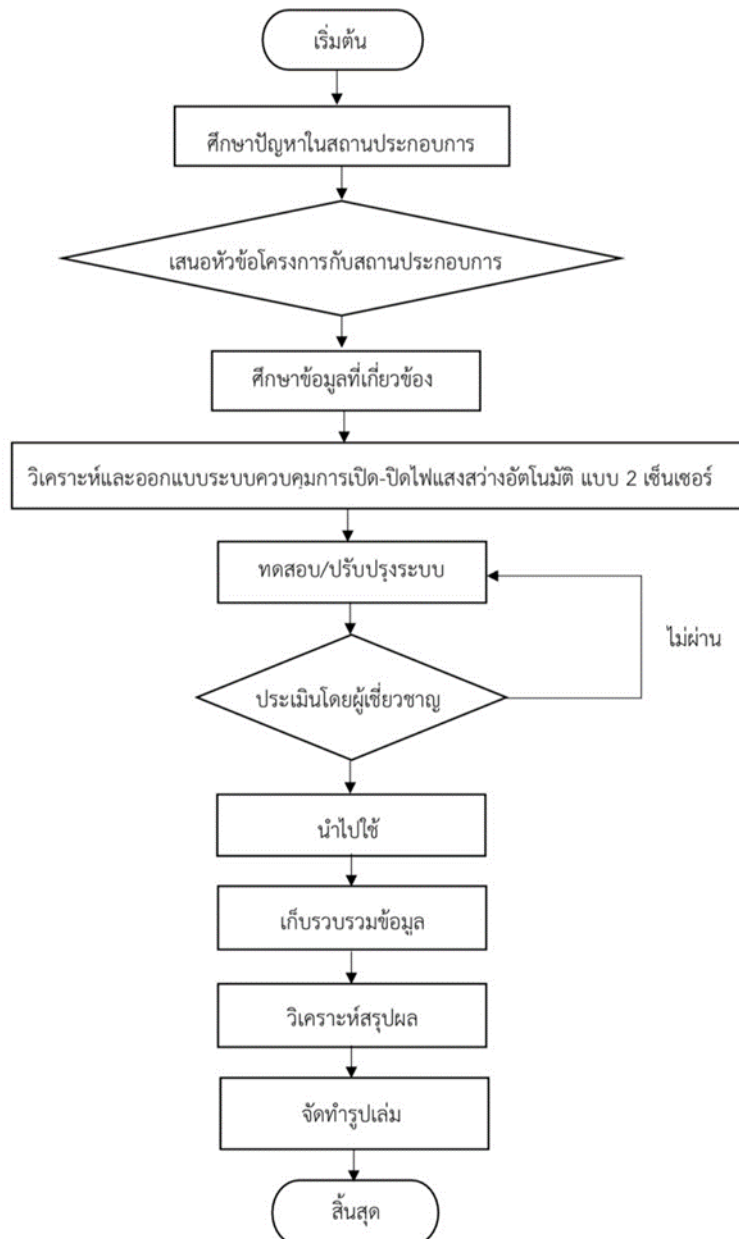 เริ่มต้น
ศึกษาปัญหาในสถานประกอบการ
เสนอหัวข้อโครงการกับสถานประกอบการ
ศึกษาข้อมูลที่เกี่ยวข้อง
วิเคราะห์และออกแบบระบบควบคุมการเปิด-ปิดไฟแสงสว่างอัตโนมัติ แบบ 2 เซ็นเซอร์
ทดสอบ/ปรับปรุงระบบ
ไม่ผ่าน
ประเมินโดยผู้เชี่ยวชาญ
นำไปใช้
เก็บรวบรวมข้อมูล
วิเคราะห์สรุปผล
จัดทำรูปเล่ม
สิ้นสุด